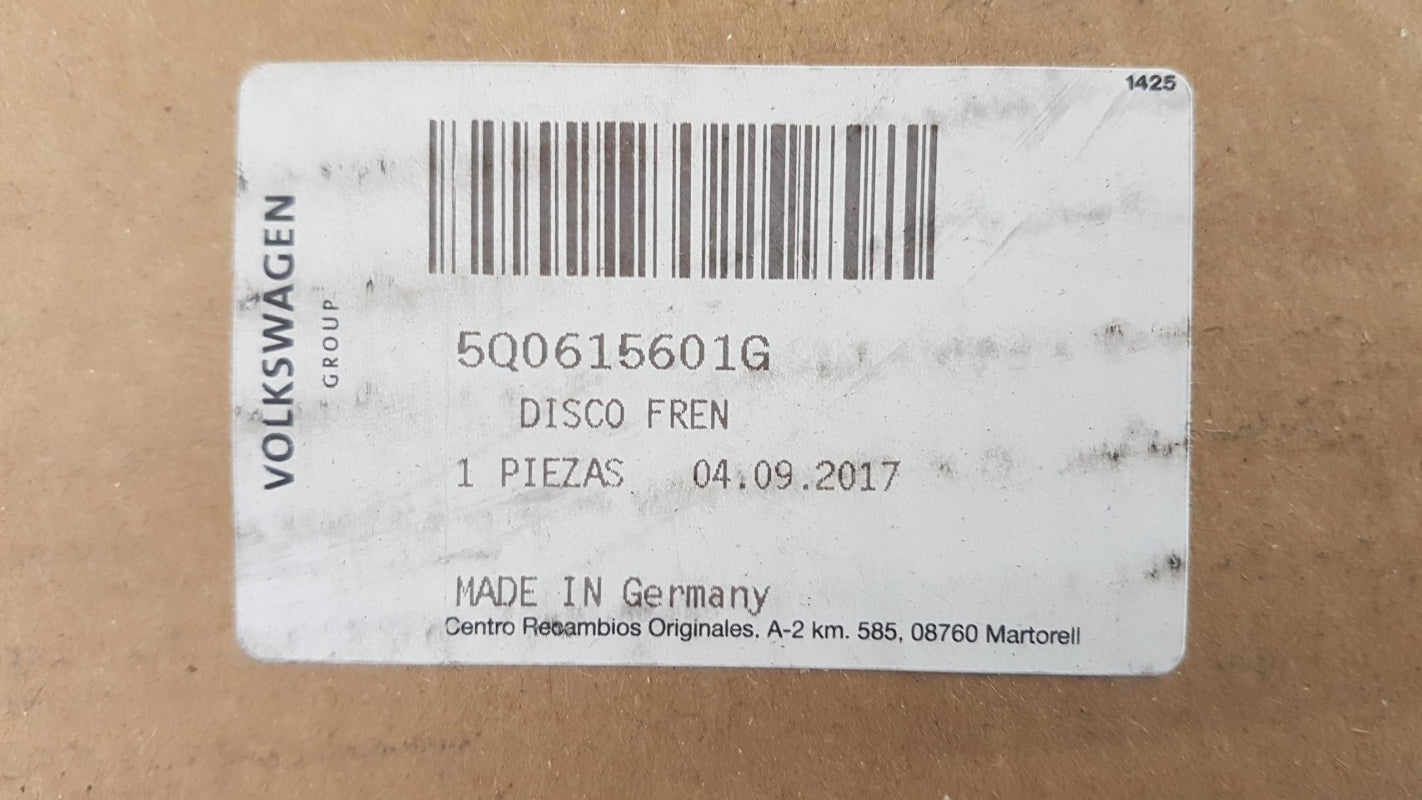 1425
VOLKSWAGEN
GROUP
5Q0615601G
DISCO FREN
1 PIEZAS 04.09.2017
MADE IN Germany
Centro Recambios Originales. A-2 km. 585, 08760 Martorell